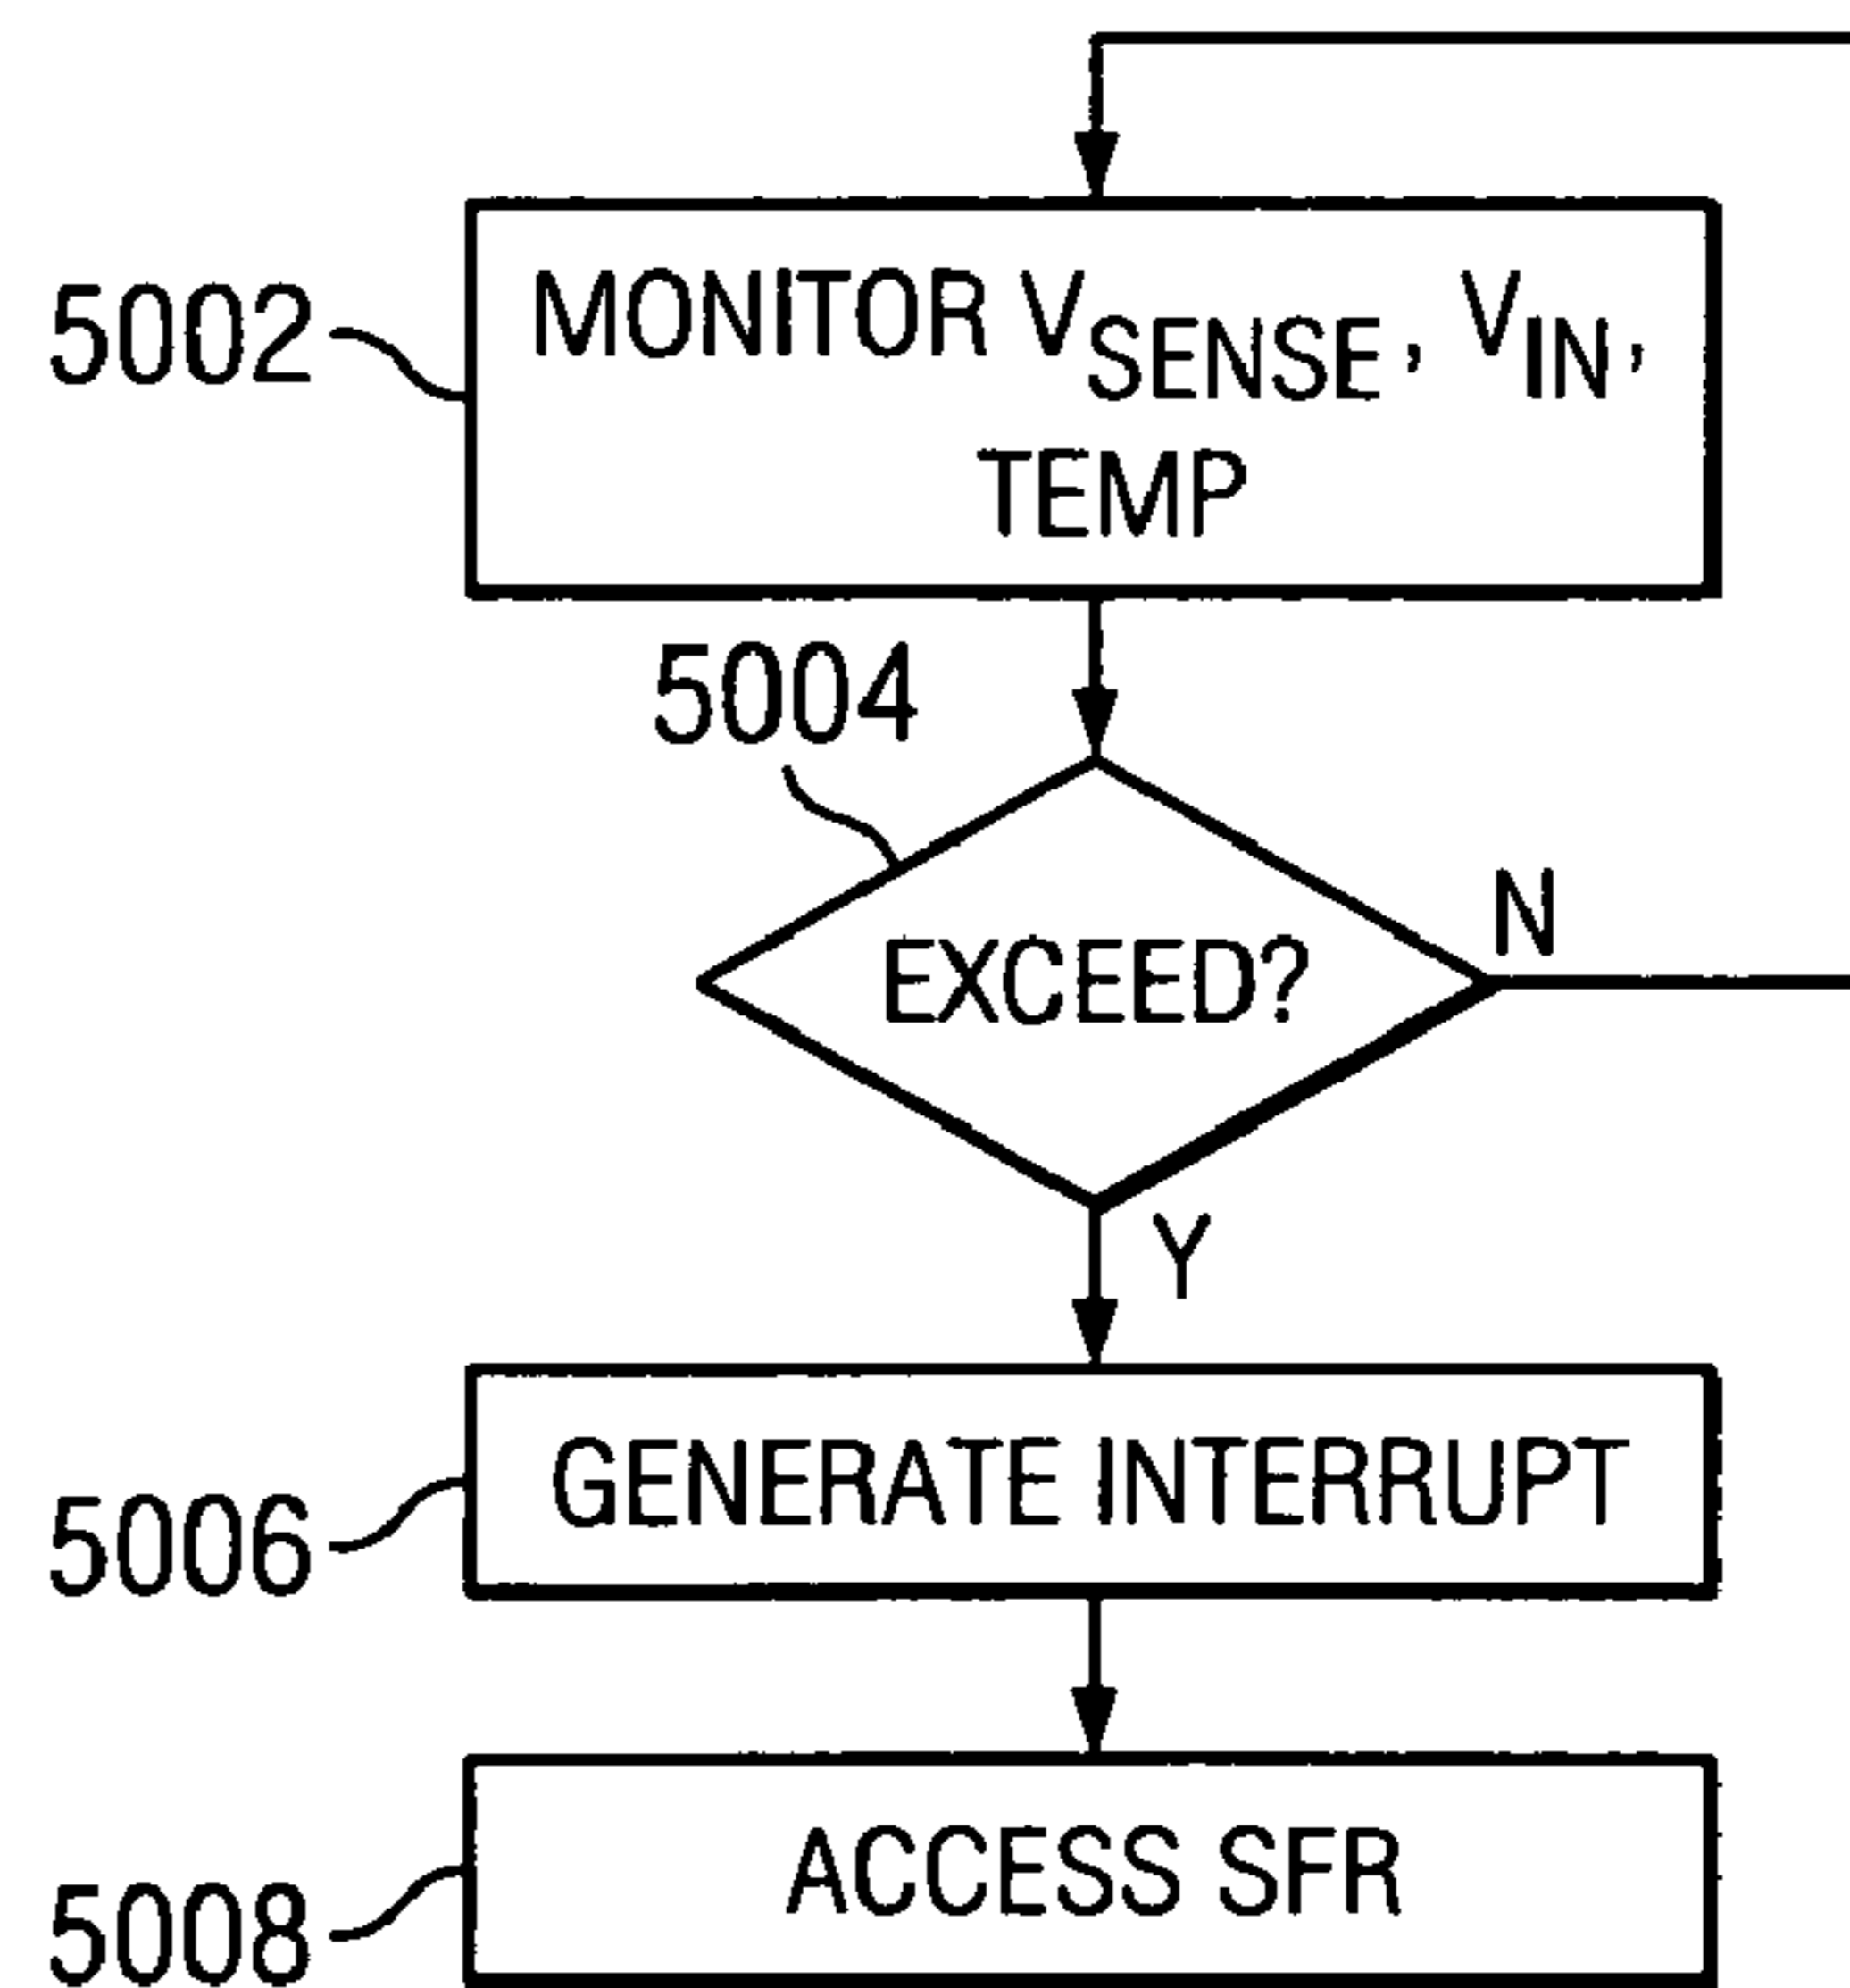 5002
MONITOR VSENSE, VIN,
TEMP
5004
EXCEED?
N
Y
GENERATE INTERRUPT
5006
ACCESS SFR
5008